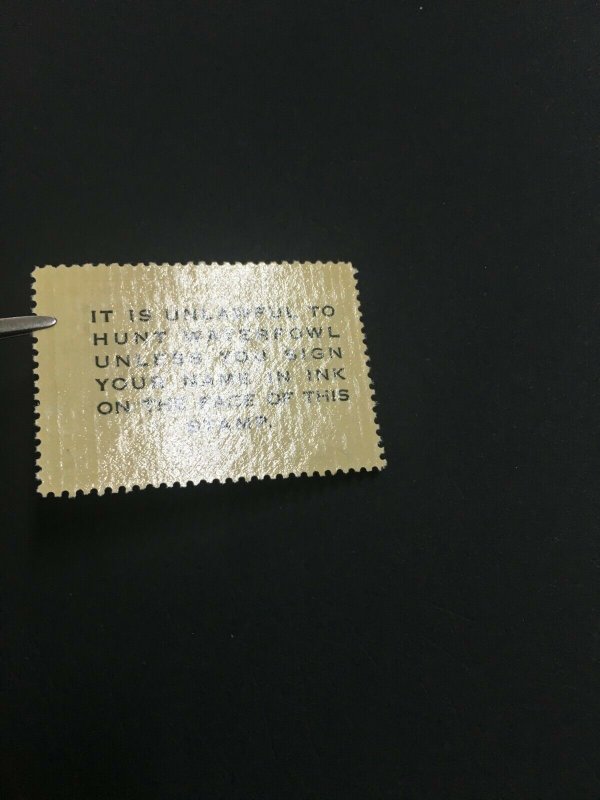 IT IS UNLAWFUL TO
HUNT WATERFOWL
UNLESS YOU SIGN
YOUR NAME IN INK
ON THE FACE OF THIS
STAMP.